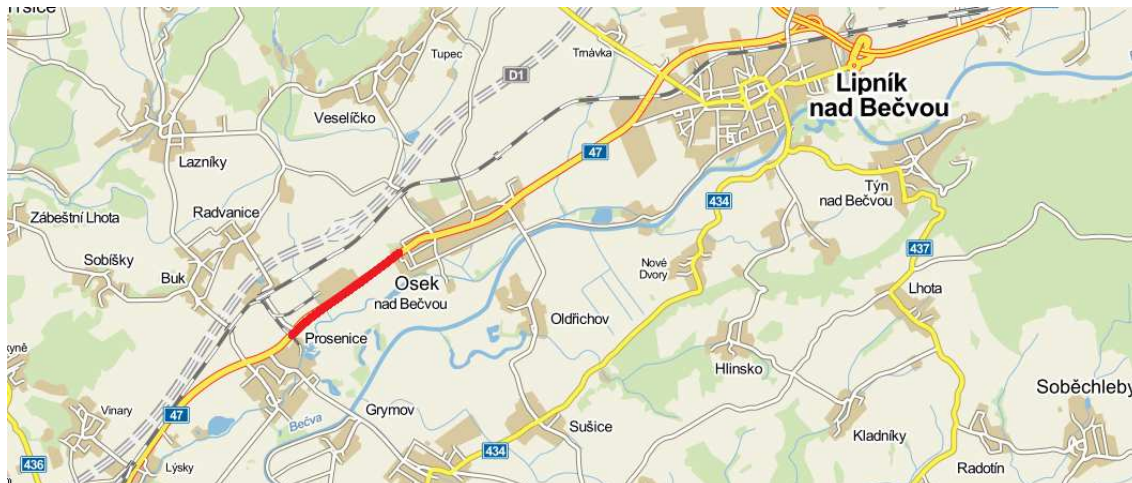 Tupec
Trnávka
D1
Lipník
nad Bečvou
Veselíčko
47
Lazníky
Týn
nad Bečvou
434
Zábeštní Lhota
Radvanice
437
Sobíšky
Buk
Nové
Dvory
Osek
nad Bečvou
Lhota
Oldřichov
Prosenice
Hlinsko
Soběchleby
Vinary
47
Grymov
Bečva
Sušice
Kladníky
434
436
Lýsky
Radotín